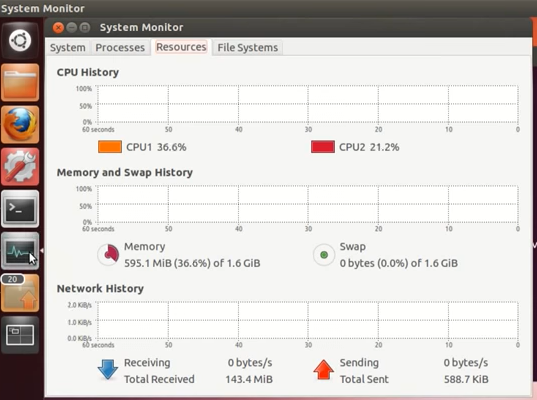 System Monitor
System Monitor
System Processes Resources File Systems
CPU History
100%
50%
0%
60 seconds 50 40 30 20 10 0
CPU1 36.6% CPU2 21.2%
Memory and Swap History
100%
50%
0%
60 seconds 50 40 30 20 10 0
Memory Swap
595.1 MiB (36.6%) of 1.6 GiB 0 bytes (0.0%) of 1.6 GiB
20
Network History
2.0 KiB/s
1.0 KiB/s
0.0 KiB/s
60 seconds 50 40 30 20 10 0
Receiving 0 bytes/s Sending 0 bytes/s
Total Received 143.4 MiB Total Sent 588.7 KiB